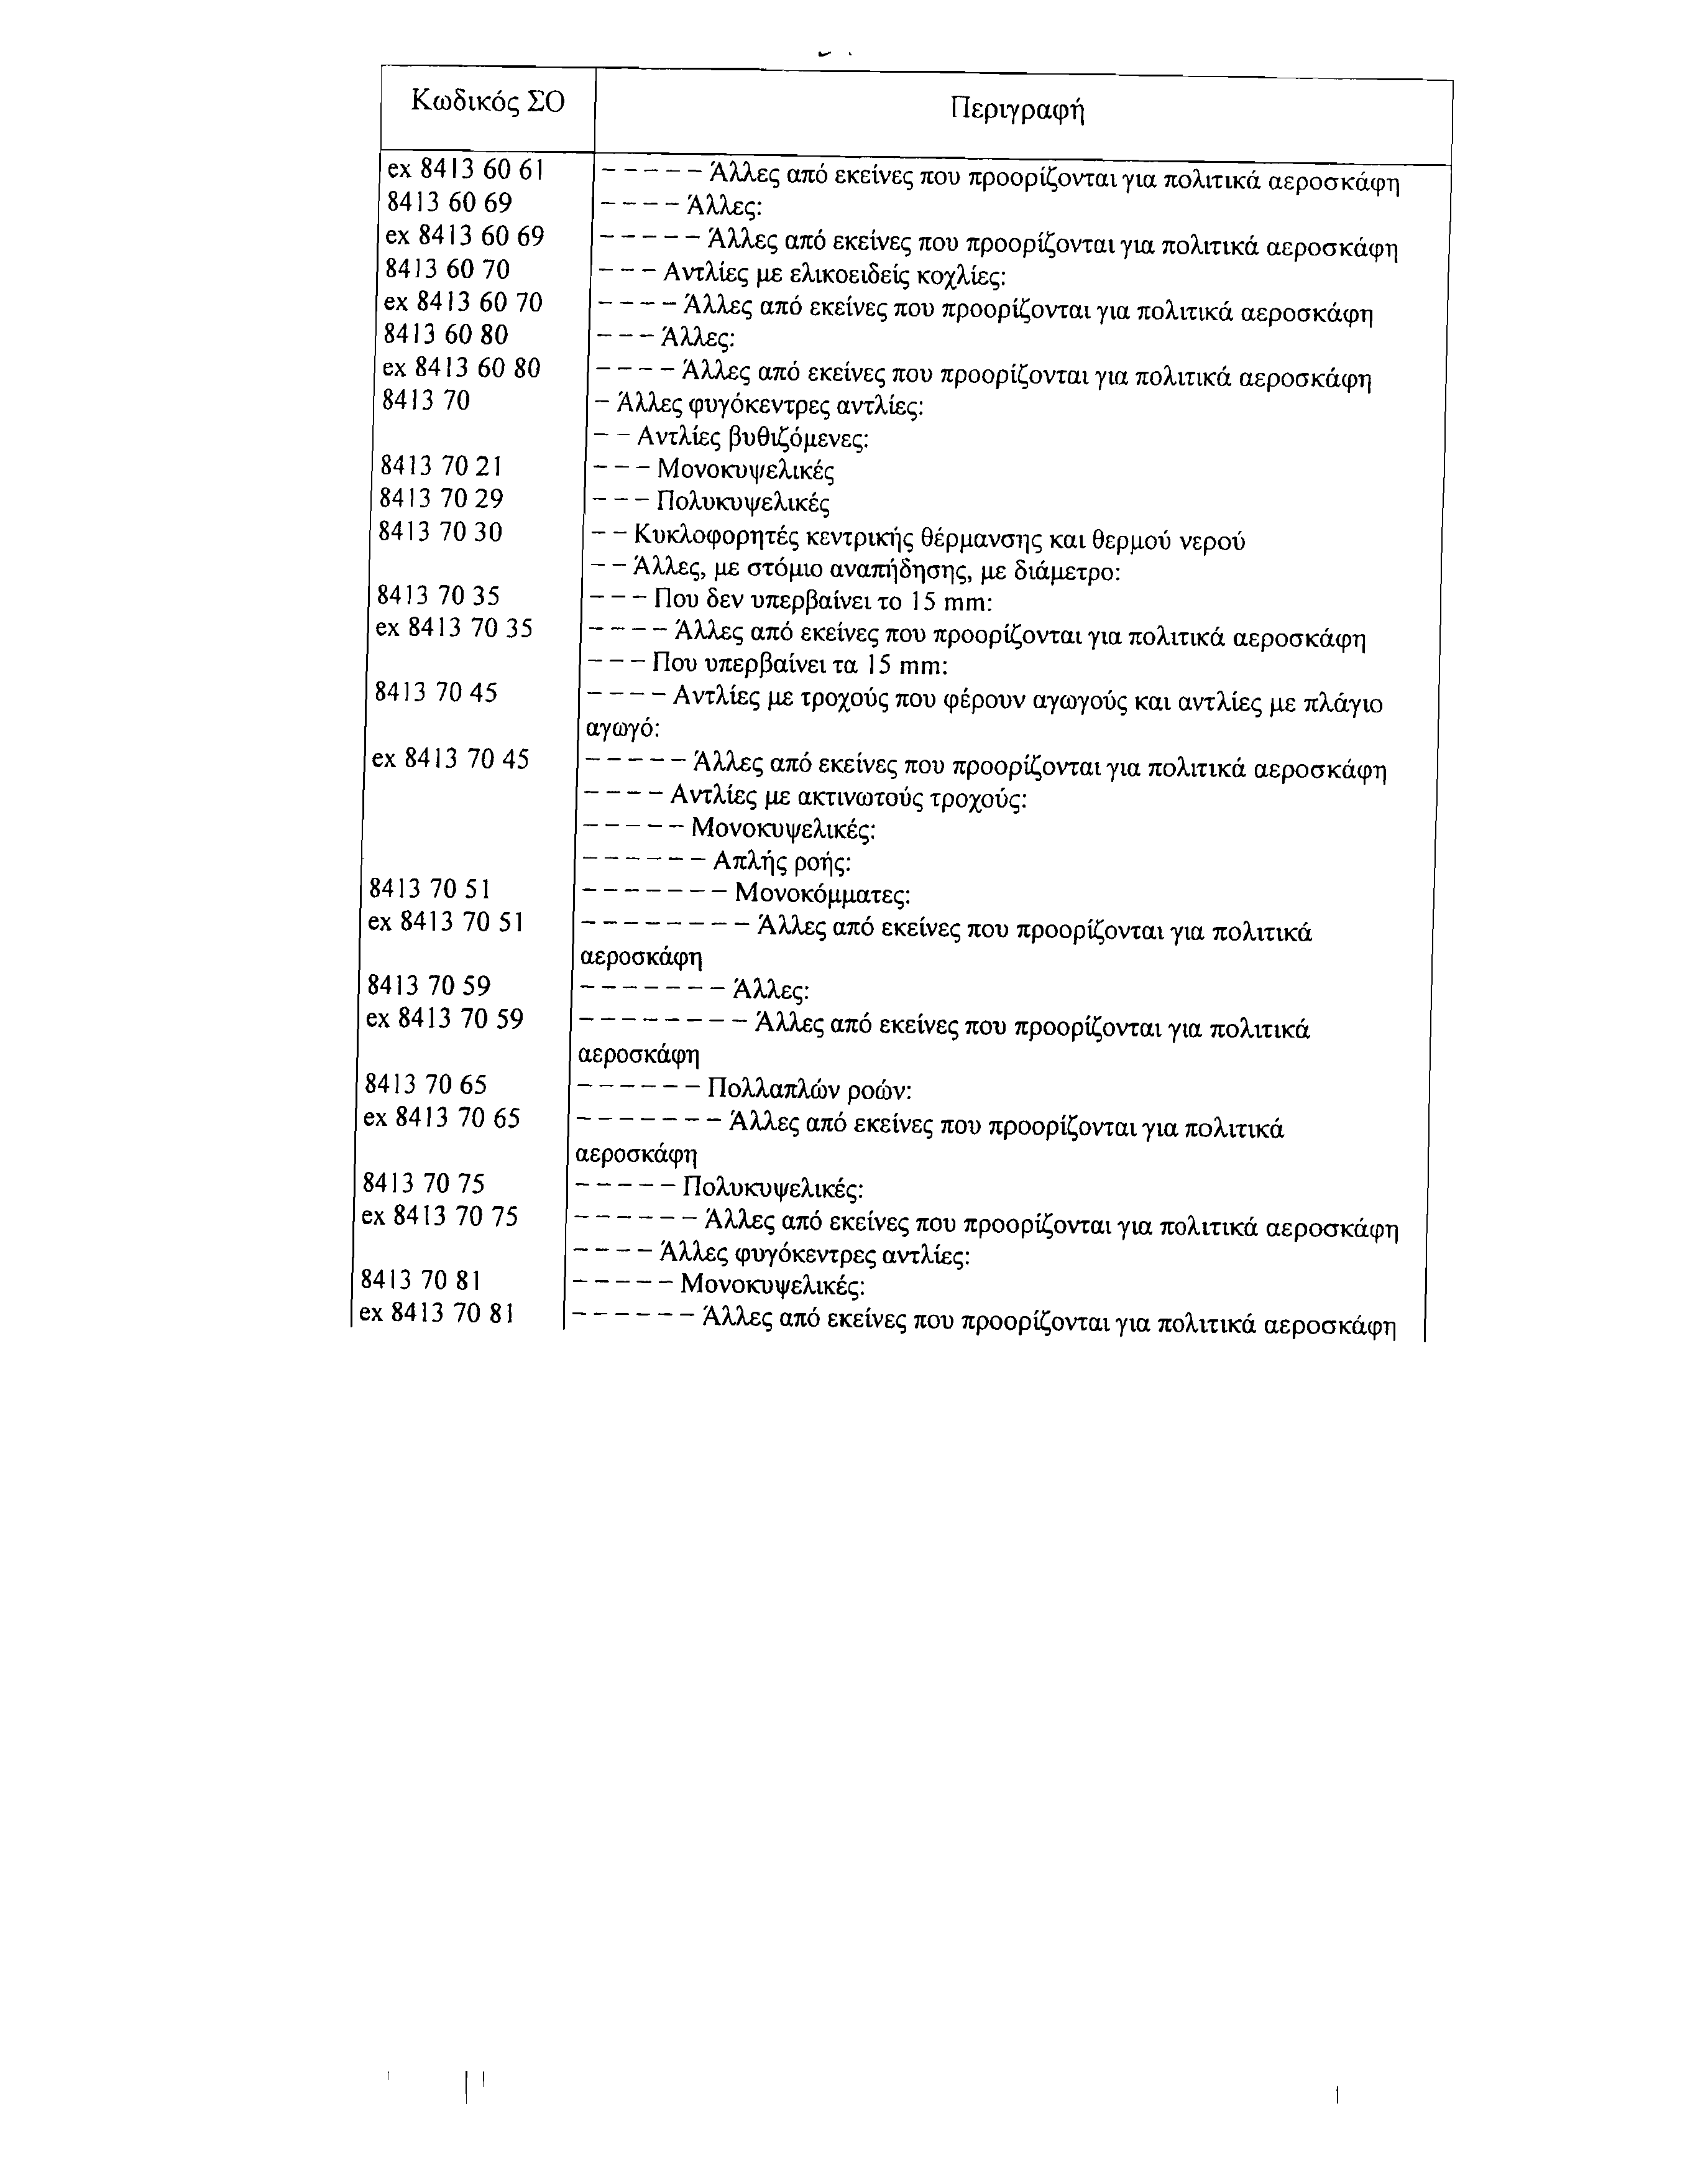 Κωδικός ΣΟ Περιγραφή
ex 8413 60 61 – – – – – Άλλες από εκείνες που προορίζονται για πολιτικά αεροσκάφη
8413 60 69 – – – – Άλλες:
ex 8413 60 69 – – – – – Άλλες από εκείνες που προορίζονται για πολιτικά αεροσκάφη
8413 60 70 – – – Αντλίες με ελικοειδείς κοχλίες:
ex 8413 60 70 – – – – Άλλες από εκείνες που προορίζονται για πολιτικά αεροσκάφη
8413 60 80 – – – Άλλες:
ex 8413 60 80 – – – – Άλλες από εκείνες που προορίζονται για πολιτικά αεροσκάφη
8413 70 – Άλλες φυγόκεντρες αντλίες:
– – Αντλίες βυθιζόμενες:
8413 70 21 – – – Μονοκυψελικές
8413 70 29 – – – Πολυκυψελικές
8413 70 30 – – Κυκλοφορητές κεντρικής θέρμανσης και θερμού νερού
– – Άλλες, με στόμιο αναπήδησης, με διάμετρο:
8413 70 35 – – – Που δεν υπερβαίνει το 15 mm:
ex 8413 70 35 – – – – Άλλες από εκείνες που προορίζονται για πολιτικά αεροσκάφη
– – – Που υπερβαίνει τα 15 mm:
8413 70 45 – – – – Αντλίες με τροχούς που φέρουν αγωγούς και αντλίες με πλάγιο
αγωγό:
ex 8413 70 45 – – – – – Άλλες από εκείνες που προορίζονται για πολιτικά αεροσκάφη
– – – – Αντλίες με ακτινωτούς τροχούς:
– – – – – Μονοκυψελικές:
– – – – – – Απλής ροής:
8413 70 51 – – – – – – – Μονοκόμματες:
ex 8413 70 51 – – – – – – – – Άλλες από εκείνες που προορίζονται για πολιτικά
αεροσκάφη
8413 70 59 – – – – – – – Άλλες:
ex 8413 70 59 – – – – – – – – Άλλες από εκείνες που προορίζονται για πολιτικά
αεροσκάφη
8413 70 65 – – – – – – Πολλαπλών ροών:
ex 8413 70 65 – – – – – – – Άλλες από εκείνες που προορίζονται για πολιτικά
αεροσκάφη
8413 70 75 – – – – – Πολυκυψελικές:
ex 8413 70 75 – – – – – – Άλλες από εκείνες που προορίζονται για πολιτικά αεροσκάφη
– – – – Άλλες φυγόκεντρες αντλίες:
8413 70 81 – – – – – Μονοκυψελικές:
ex 8413 70 81 – – – – – – Άλλες από εκείνες που προορίζονται για πολιτικά αεροσκάφη